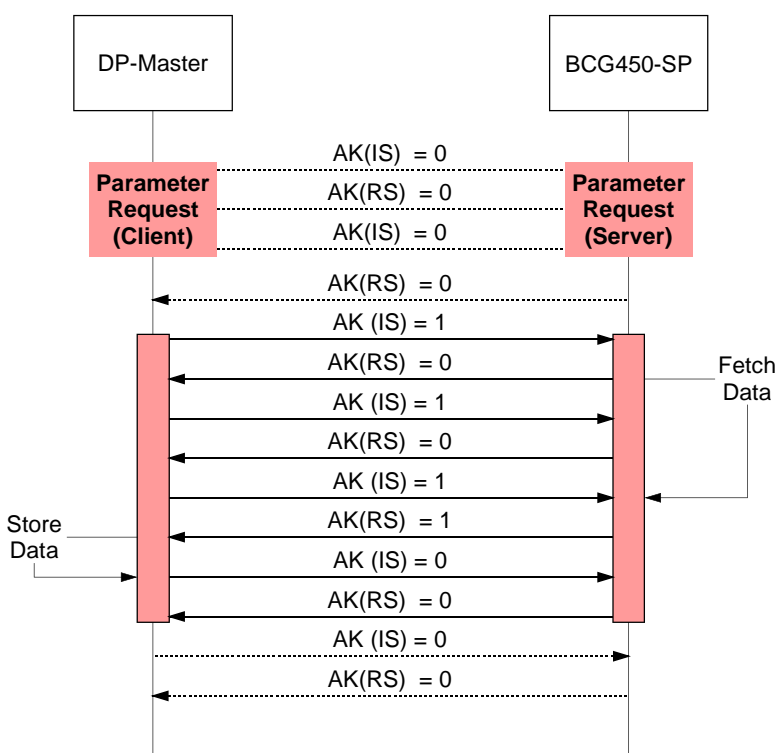 DP-Master
BCG450-SP
AK(IS) = 0
Parameter
Request
(Client)
AK(RS) = 0
AK(IS) = 0
Parameter
Request
(Server)
AK(RS) = 0
AK (IS) = 1
AK(RS) = 0
Fetch
Data
AK (IS) = 1
AK(RS) = 0
AK (IS) = 1
AK(RS) = 1
Store
Data
AK (IS) = 0
AK(RS) = 0
AK (IS) = 0
AK(RS) = 0